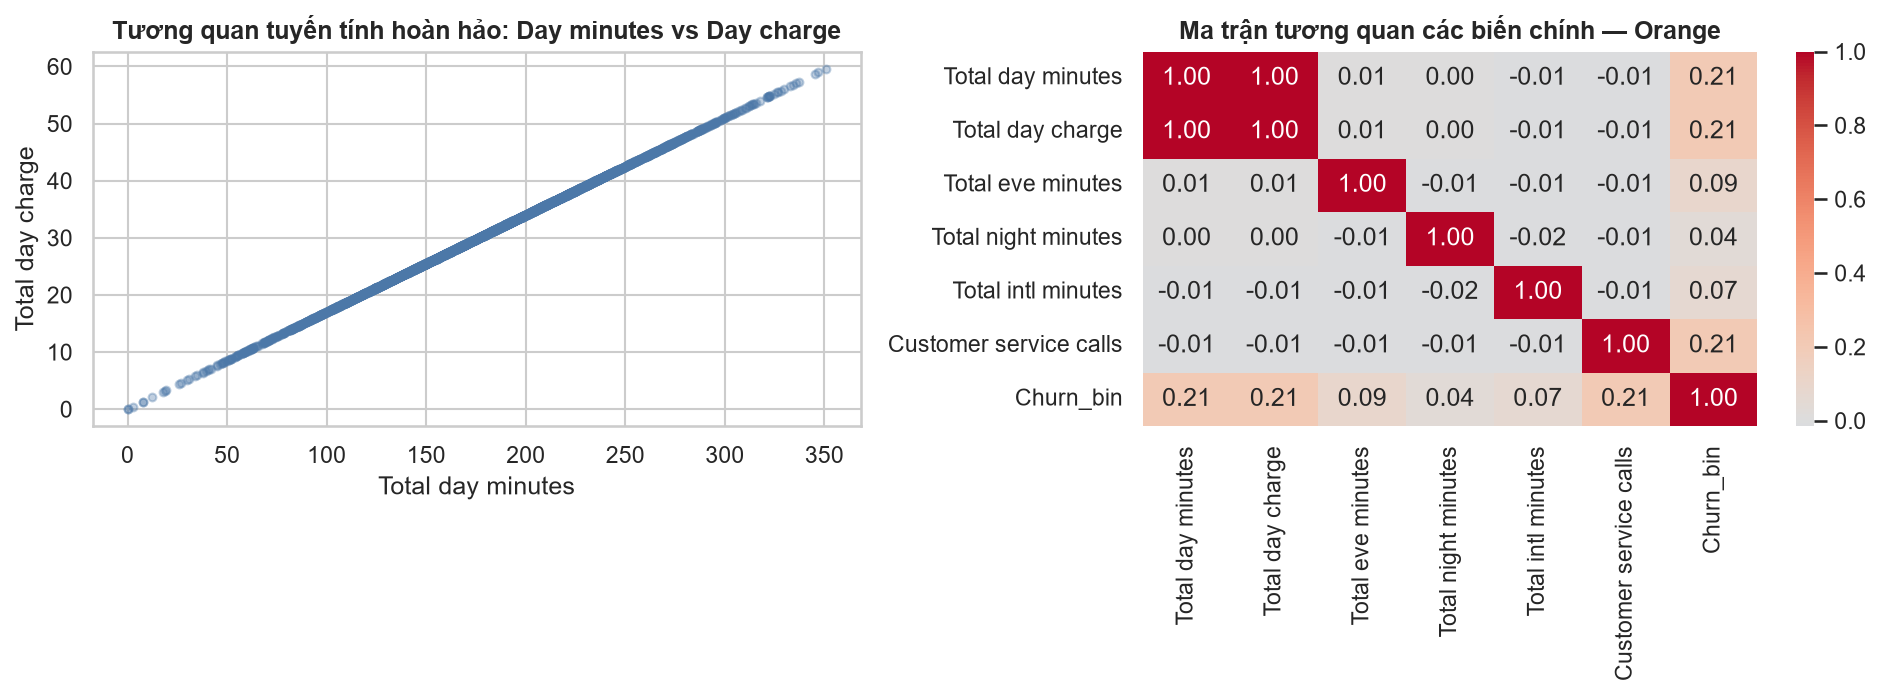 Tương quan tuyến tính hoàn hảo: Day minutes vs Day charge
Total day charge
60
50
40
30
20
10
0
0 50 100 150 200 250 300 350
Total day minutes
Ma trận tương quan các biến chính — Orange
Total day minutes 1.00 1.00 0.01 0.00 -0.01 -0.01 0.21
Total day charge 1.00 1.00 0.01 0.00 -0.01 -0.01 0.21
Total eve minutes 0.01 0.01 1.00 -0.01 -0.01 -0.01 0.09
Total night minutes 0.00 0.00 -0.01 1.00 -0.02 -0.01 0.04
Total intl minutes -0.01 -0.01 -0.01 -0.02 1.00 -0.01 0.07
Customer service calls -0.01 -0.01 -0.01 -0.01 -0.01 1.00 0.21
Churn_bin 0.21 0.21 0.09 0.04 0.07 0.21 1.00
Total day minutes
Total day charge
Total eve minutes
Total night minutes
Total intl minutes
Customer service calls
Churn_bin
1.0
0.8
0.6
0.4
0.2
0.0